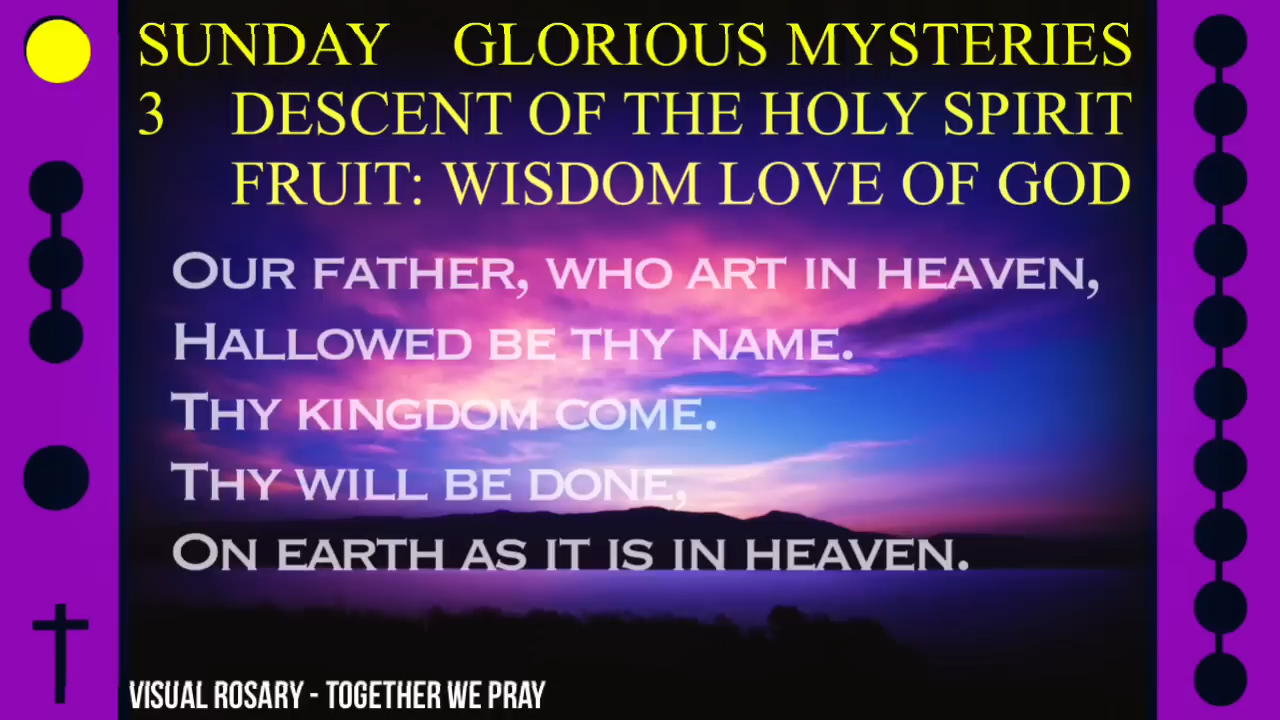 SUNDAY GLORIOUS MYSTERIES
3 DESCENT OF THE HOLY SPIRIT
FRUIT: WISDOM LOVE OF GOD
OUR FATHER, WHO ART IN HEAVEN,
HALLOWED BE THY NAME.
THY KINGDOM COME.
THY WILL BE DONE,
ON EARTH AS IT IS IN HEAVEN.
VISUAL ROSARY - TOGETHER WE PRAY